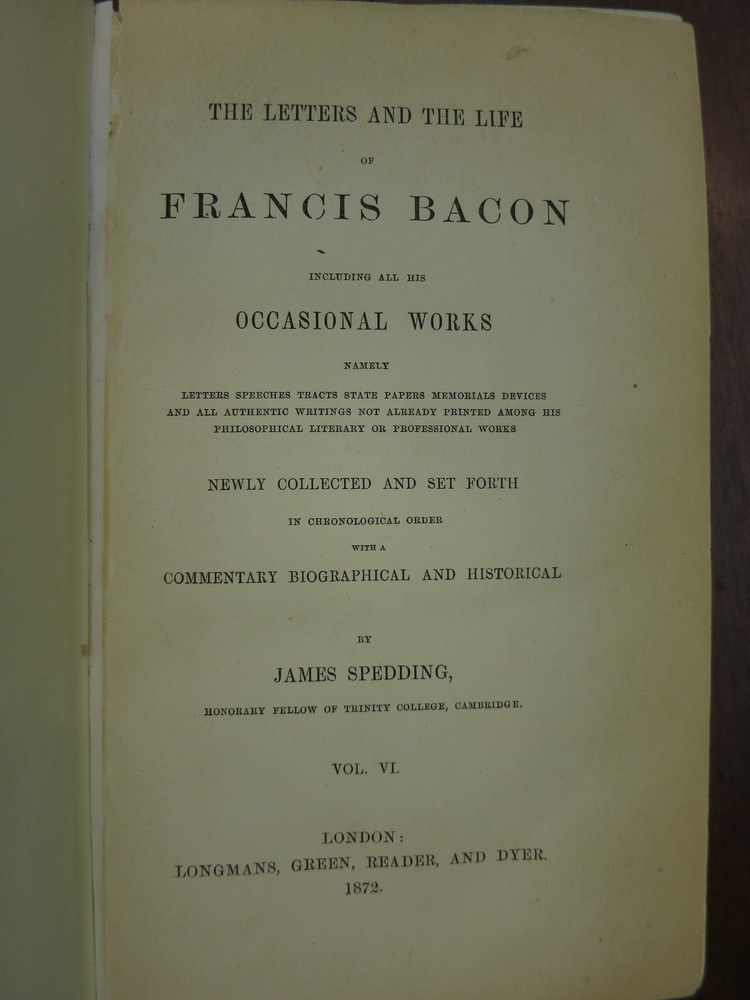 THE LETTERS AND THE LIFE
OF
FRANCIS BACON
INCLUDING ALL HIS
OCCASIONAL WORKS
NAMELY
LETTERS SPEECHES TRACTS STATE PAPERS MEMORIALS DEVICES
AND ALL AUTHENTIC WRITINGS NOT ALREADY PRINTED AMONG HIS
PHILOSOPHICAL LITERARY OR PROFESSIONAL WORKS
NEWLY COLLECTED AND SET FORTH
IN CHRONOLOGICAL ORDER
WITH A
COMMENTARY BIOGRAPHICAL AND HISTORICAL
BY
JAMES SPEDDING,
HONORARY FELLOW OF TRINITY COLLEGE, CAMBRIDGE.
VOL. VI.
LONDON:
LONGMANS, GREEN, READER, AND DYER.
1872.